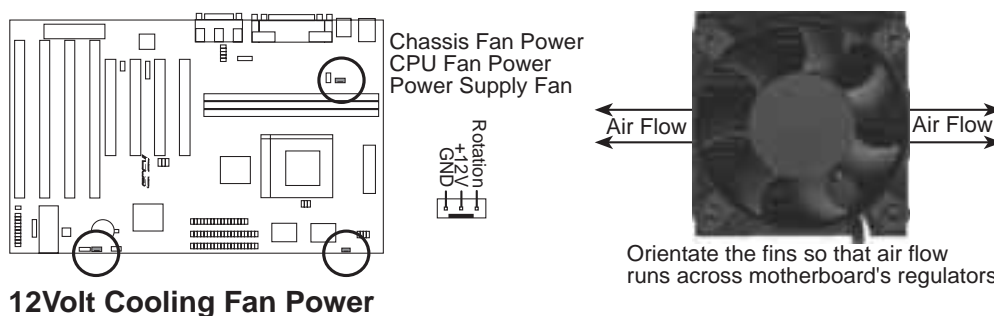 Chassis Fan Power
CPU Fan Power
Power Supply Fan
Rotation
+12V
GND
Air Flow
Air Flow
Orientate the fins so that air flow
runs across motherboard's regulators
12Volt Cooling Fan Power